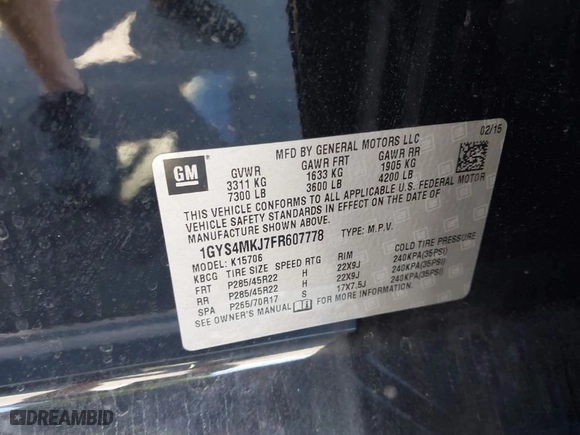 GM
MFD BY GENERAL MOTORS LLC
02/15
GVWR GAWR FRT GAWR RR
3311 KG 1633 KG 1905 KG
7300 LB 3600 LB 4200 LB
THIS VEHICLE CONFORMS TO ALL APPLICABLE U.S. FEDERAL MOTOR
VEHICLE SAFETY STANDARDS IN EFFECT ON THE DATE OF
MANUFACTURE SHOWN ABOVE.
1GYS4MKJ7FR607778 TYPE: M.P.V.
MODEL: K15706
KBCG TIRE SIZE SPEED RTG RIM COLD TIRE PRESSURE
FRT P285/45R22 H 22X9J 240KPA(35PSI)
RR P285/45R22 H 22X9J 240KPA(35PSI)
SPA P265/70R17 S 17X7.5J 240KPA(35PSI)
SEE OWNER'S MANUAL FOR MORE INFORMATION.
DREAMBID